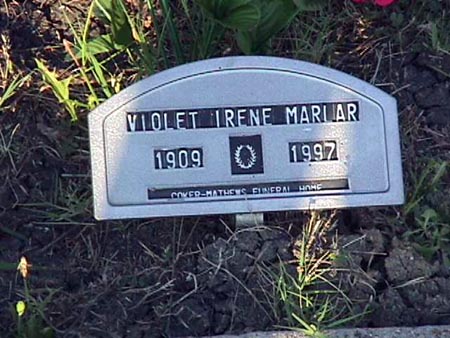 VIOLET IRENE MARLAR
1909 1997
COKER-MATHEWS FUNERAL HOME